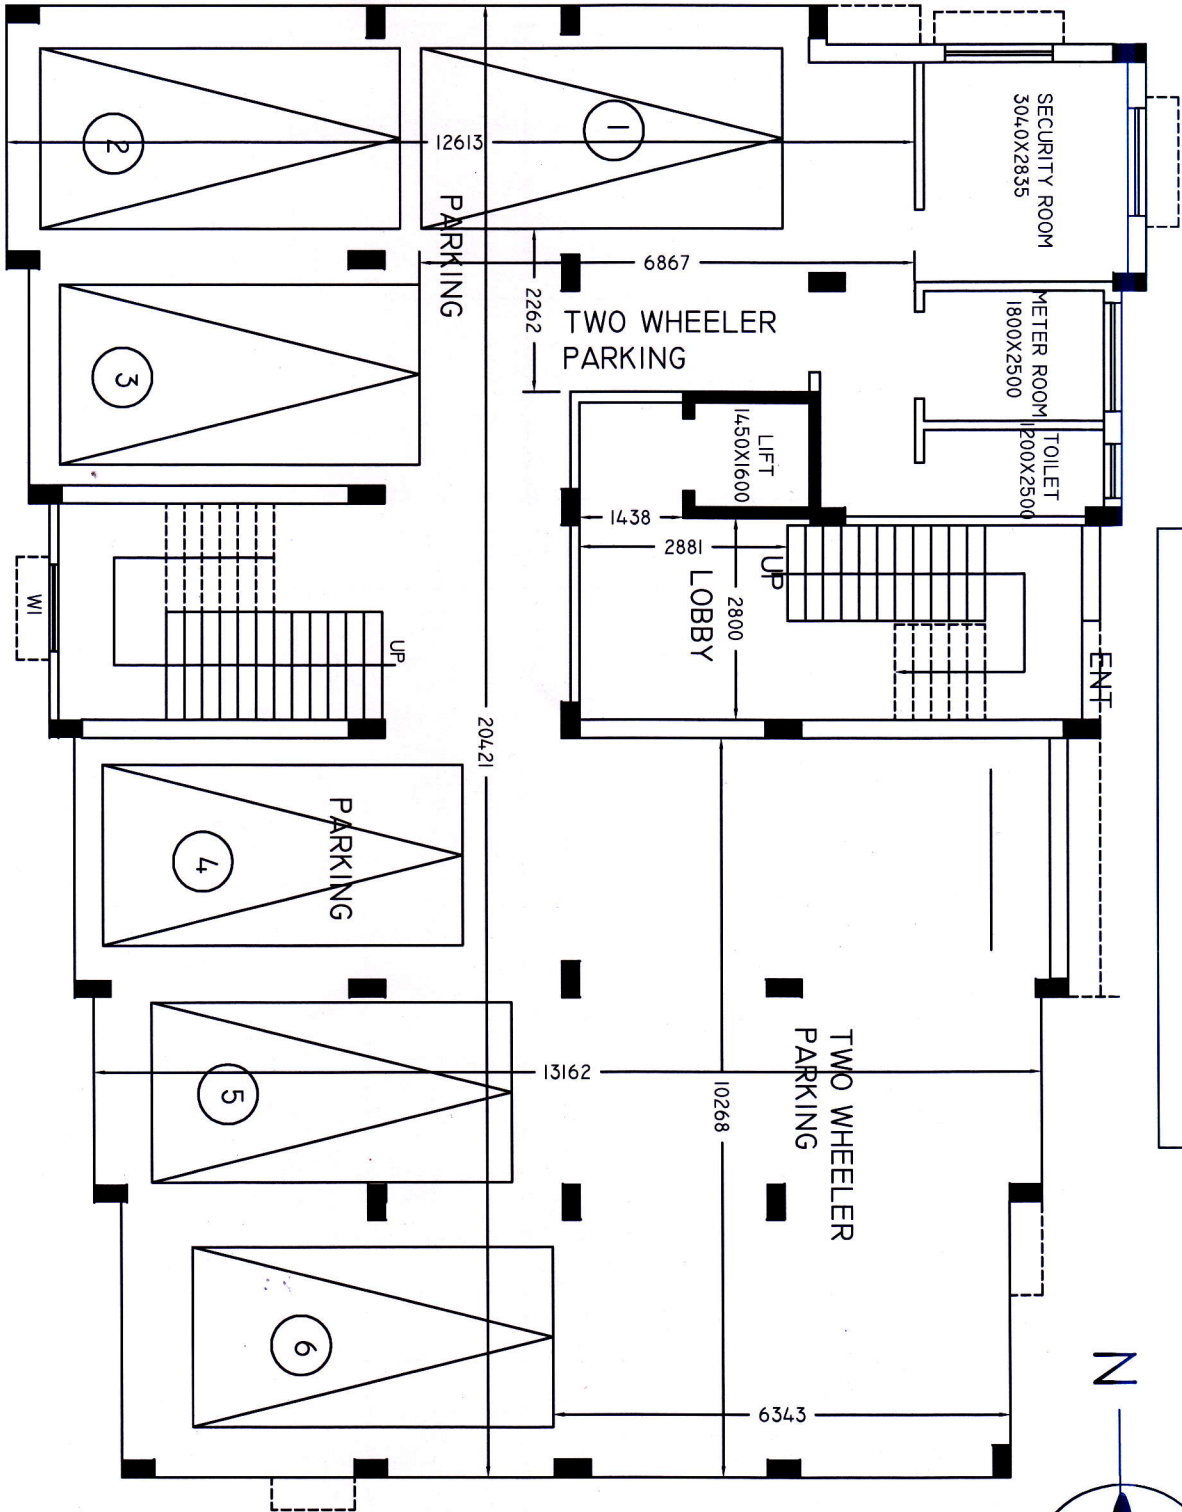 1
2
12613
SECURITY ROOM
3040X2835
PARKING
6867
2262
TWO WHEELER
PARKING
METER ROOM
1800X2500
3
TOILET
1200X2500
LIFT
1450X1600
1438
2881
UP
LOBBY
2800
W1
UP
ENT
20421
PARKING
4
TWO WHEELER
PARKING
13162
10268
5
6
6343
N